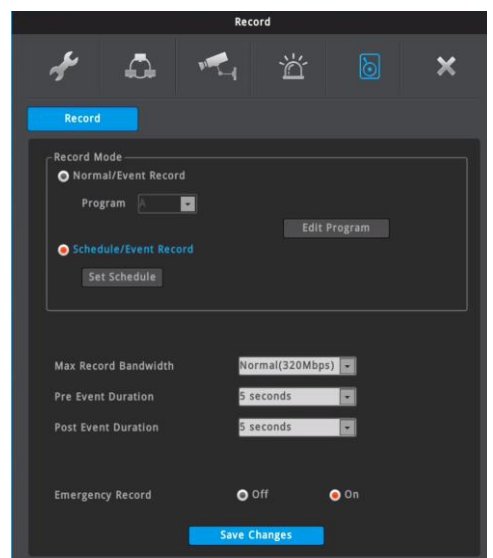 Record
Record
Record Mode
Normal/Event Record
Program A
Edit Program
Schedule/Event Record
Set Schedule
Max Record Bandwidth Normal(320Mbps)
Pre Event Duration 5 seconds
Post Event Duration 5 seconds
Emergency Record Off On
Save Changes